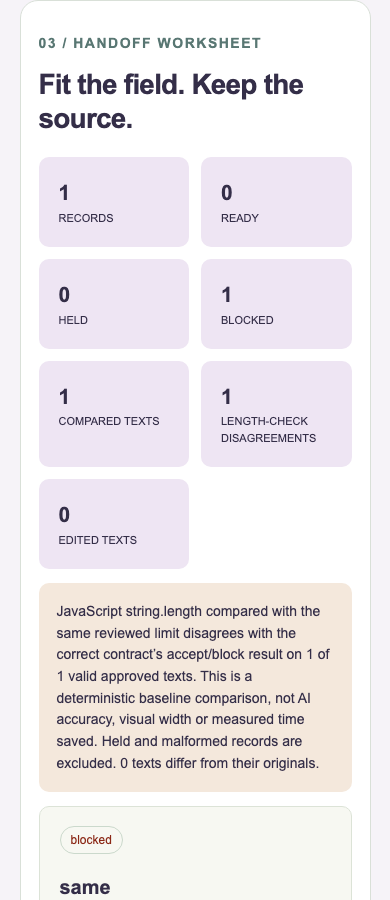 03 / HANDOFF WORKSHEET
Fit the field. Keep the
source.
1
RECORDS
0
READY
0
HELD
1
BLOCKED
1
COMPARED TEXTS
1
LENGTH-CHECK
DISAGREEMENTS
0
EDITED TEXTS
JavaScript string.length compared with the
same reviewed limit disagrees with the
correct contract's accept/block result on 1 of
1 valid approved texts. This is a
deterministic baseline comparison, not AI
accuracy, visual width or measured time
saved. Held and malformed records are
excluded. 0 texts differ from their originals.
blocked
same